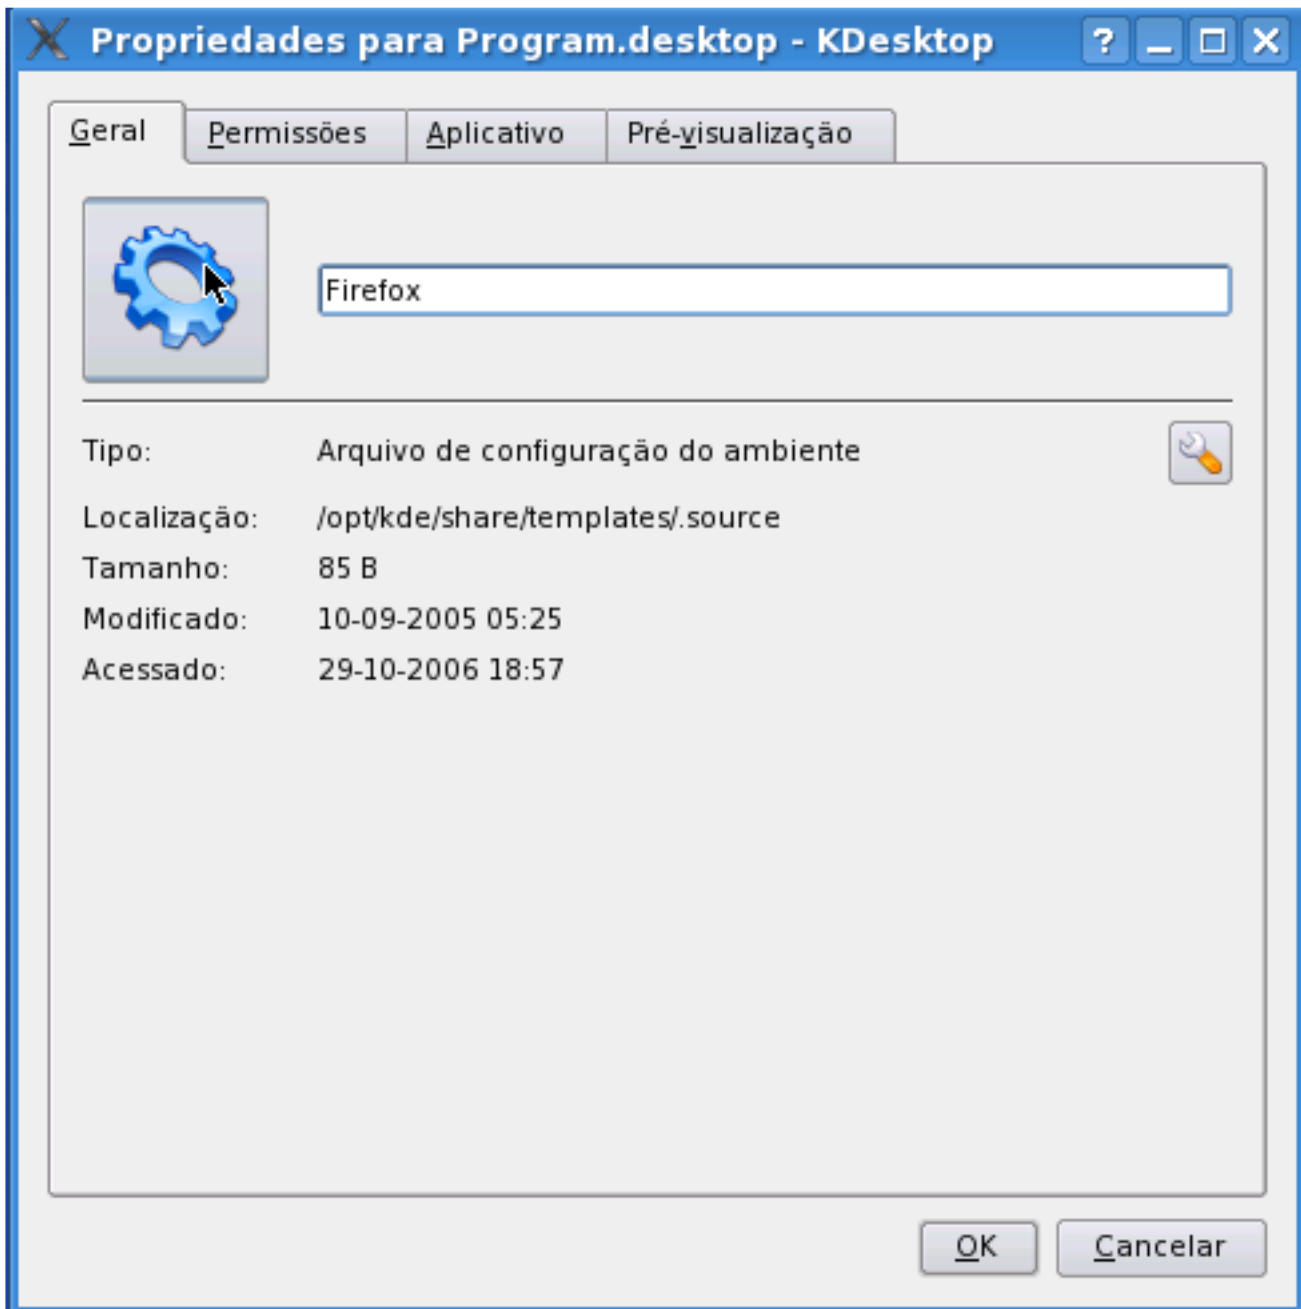 Propriedades para Program.desktop - KDesktop
Geral Permissões Aplicativo Pré-visualização
Firefox
Tipo: Arquivo de configuração do ambiente
Localização: /opt/kde/share/templates/.source
Tamanho: 85 B
Modificado: 10-09-2005 05:25
Acessado: 29-10-2006 18:57
OK Cancelar